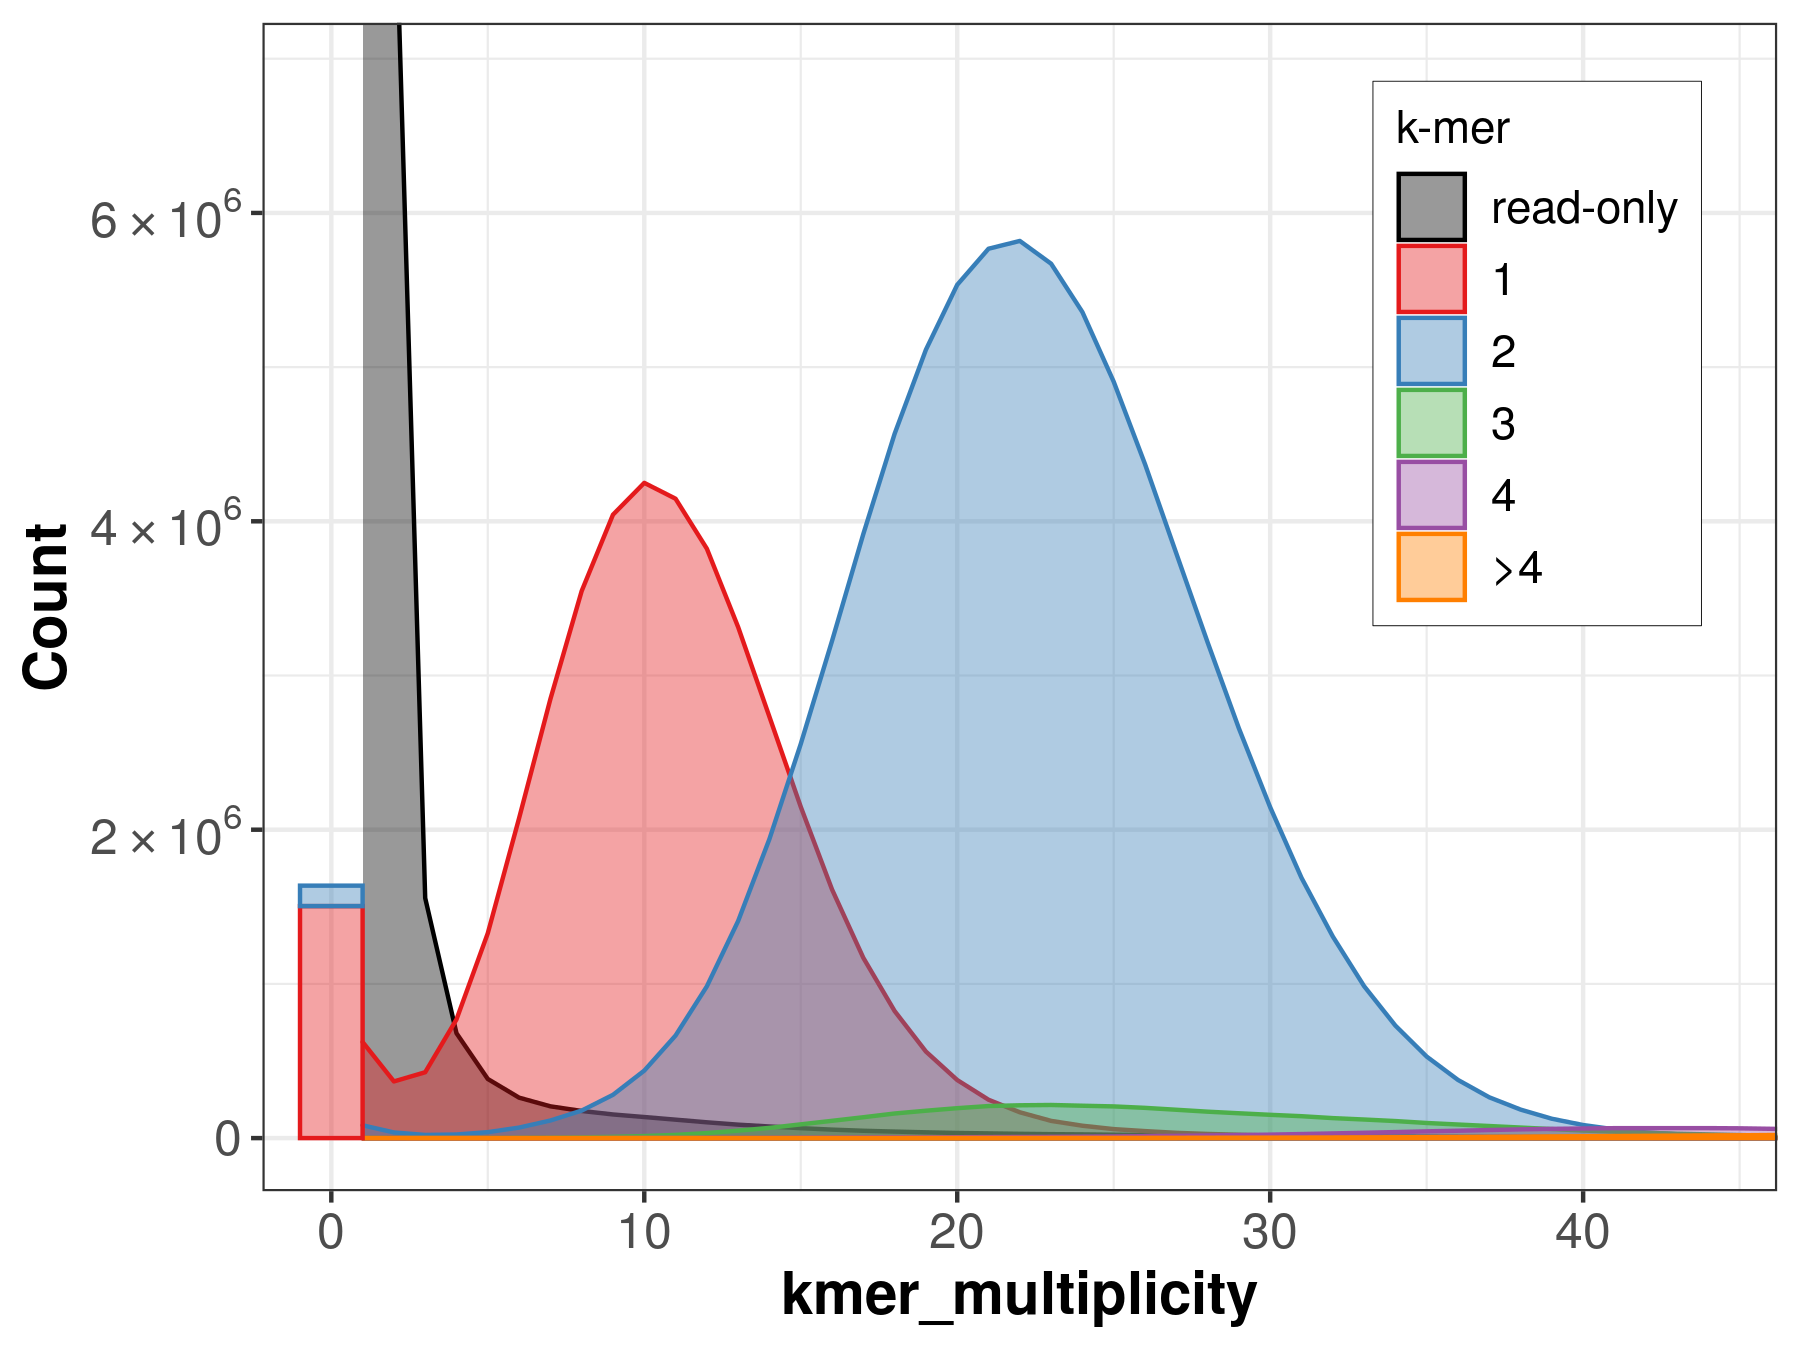 k-mer
read-only
1
2
3
4
>4
6 × 10⁶
4 × 10⁶
2 × 10⁶
0
Count
0 10 20 30 40
kmer_multiplicity